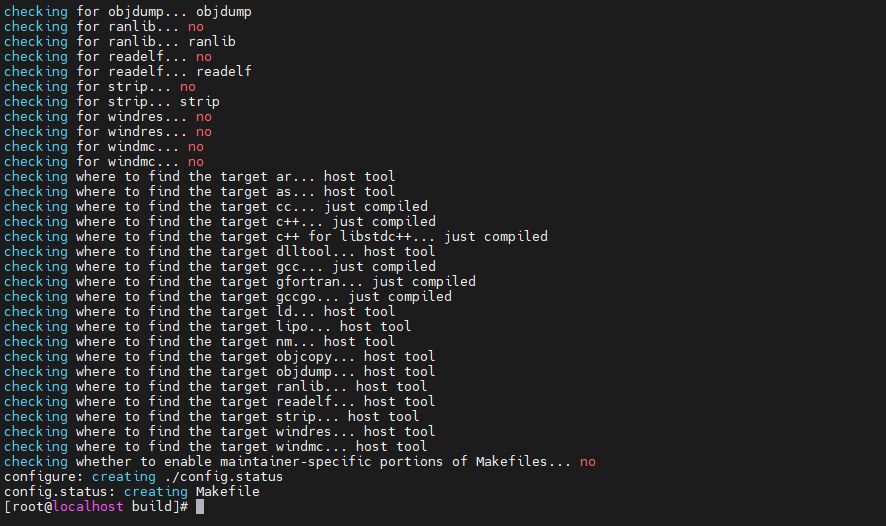 checking for objdump... objdump
checking for ranlib... no
checking for ranlib... ranlib
checking for readelf... no
checking for readelf... readelf
checking for strip... no
checking for strip... strip
checking for windres... no
checking for windres... no
checking for windmc... no
checking for windmc... no
checking where to find the target ar... host tool
checking where to find the target as... host tool
checking where to find the target cc... just compiled
checking where to find the target c++... just compiled
checking where to find the target c++ for libstdc++... just compiled
checking where to find the target dlltool... host tool
checking where to find the target gcc... just compiled
checking where to find the target gfortran... just compiled
checking where to find the target gccgo... just compiled
checking where to find the target ld... host tool
checking where to find the target lipo... host tool
checking where to find the target nm... host tool
checking where to find the target objcopy... host tool
checking where to find the target objdump... host tool
checking where to find the target ranlib... host tool
checking where to find the target readelf... host tool
checking where to find the target strip... host tool
checking where to find the target windres... host tool
checking where to find the target windmc... host tool
checking whether to enable maintainer-specific portions of Makefiles... no
configure: creating ./config.status
config.status: creating Makefile
[root@localhost build]#